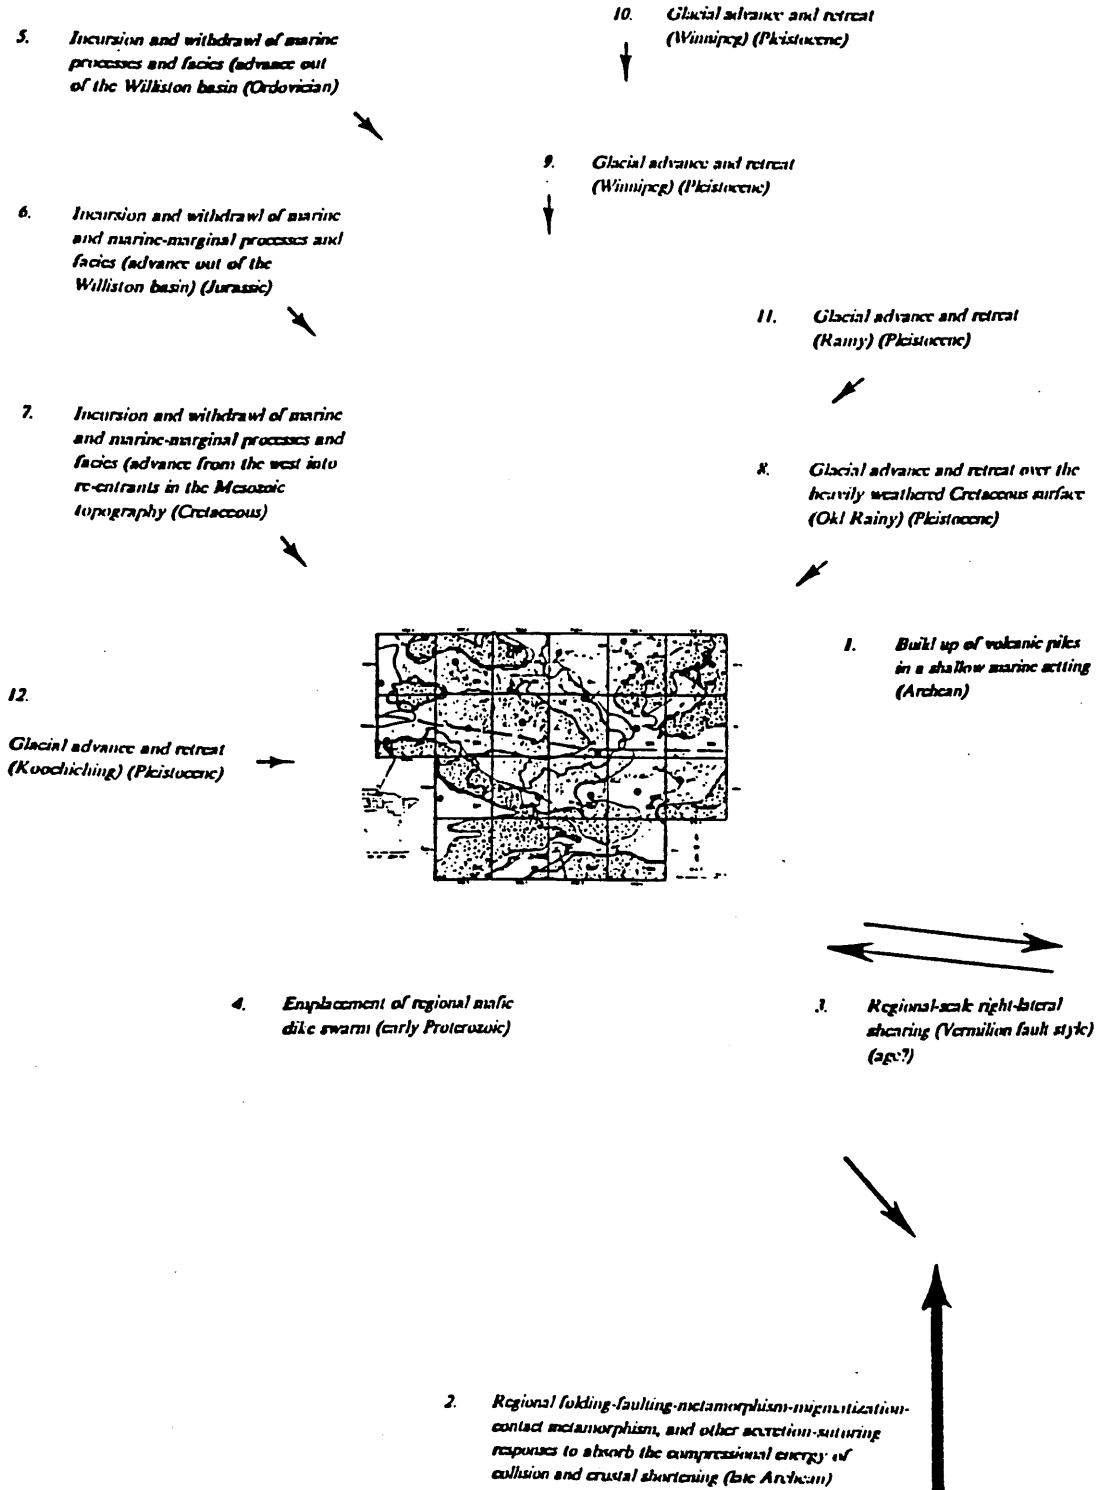 10. Glacial advance and retreat
(Winnipeg) (Pleistocene)
5. Incursion and withdrawl of marine
processes and facies (advance out
of the Williston basin (Ordovician)
9. Glacial advance and retreat
(Winnipeg) (Pleistocene)
6. Incursion and withdrawl of marine
and marine-marginal processes and
facies (advance out of the
Williston basin) (Jurassic)
11. Glacial advance and retreat
(Rainy) (Pleistocene)
7. Incursion and withdrawl of marine
and marine-marginal processes and
facies (advance from the west into
re-entrants in the Mesozoic
topography (Cretaceous)
8. Glacial advance and retreat over the
heavily weathered Cretaceous surface
(Old Rainy) (Pleistocene)
1. Build up of volcanic piles
in a shallow marine setting
(Archean)
12.
Glacial advance and retreat
(Koochiching) (Pleistocene)
4. Emplacement of regional mafic
dike swarm (early Proterozoic)
3. Regional-scale right-lateral
shearing (Vermilion fault style)
(age?)
2. Regional folding-faulting-metamorphism-migmatization-
contact metamorphism, and other accretion-suturing
responses to absorb the compressional energy of
collision and crustal shortening (late Archean)